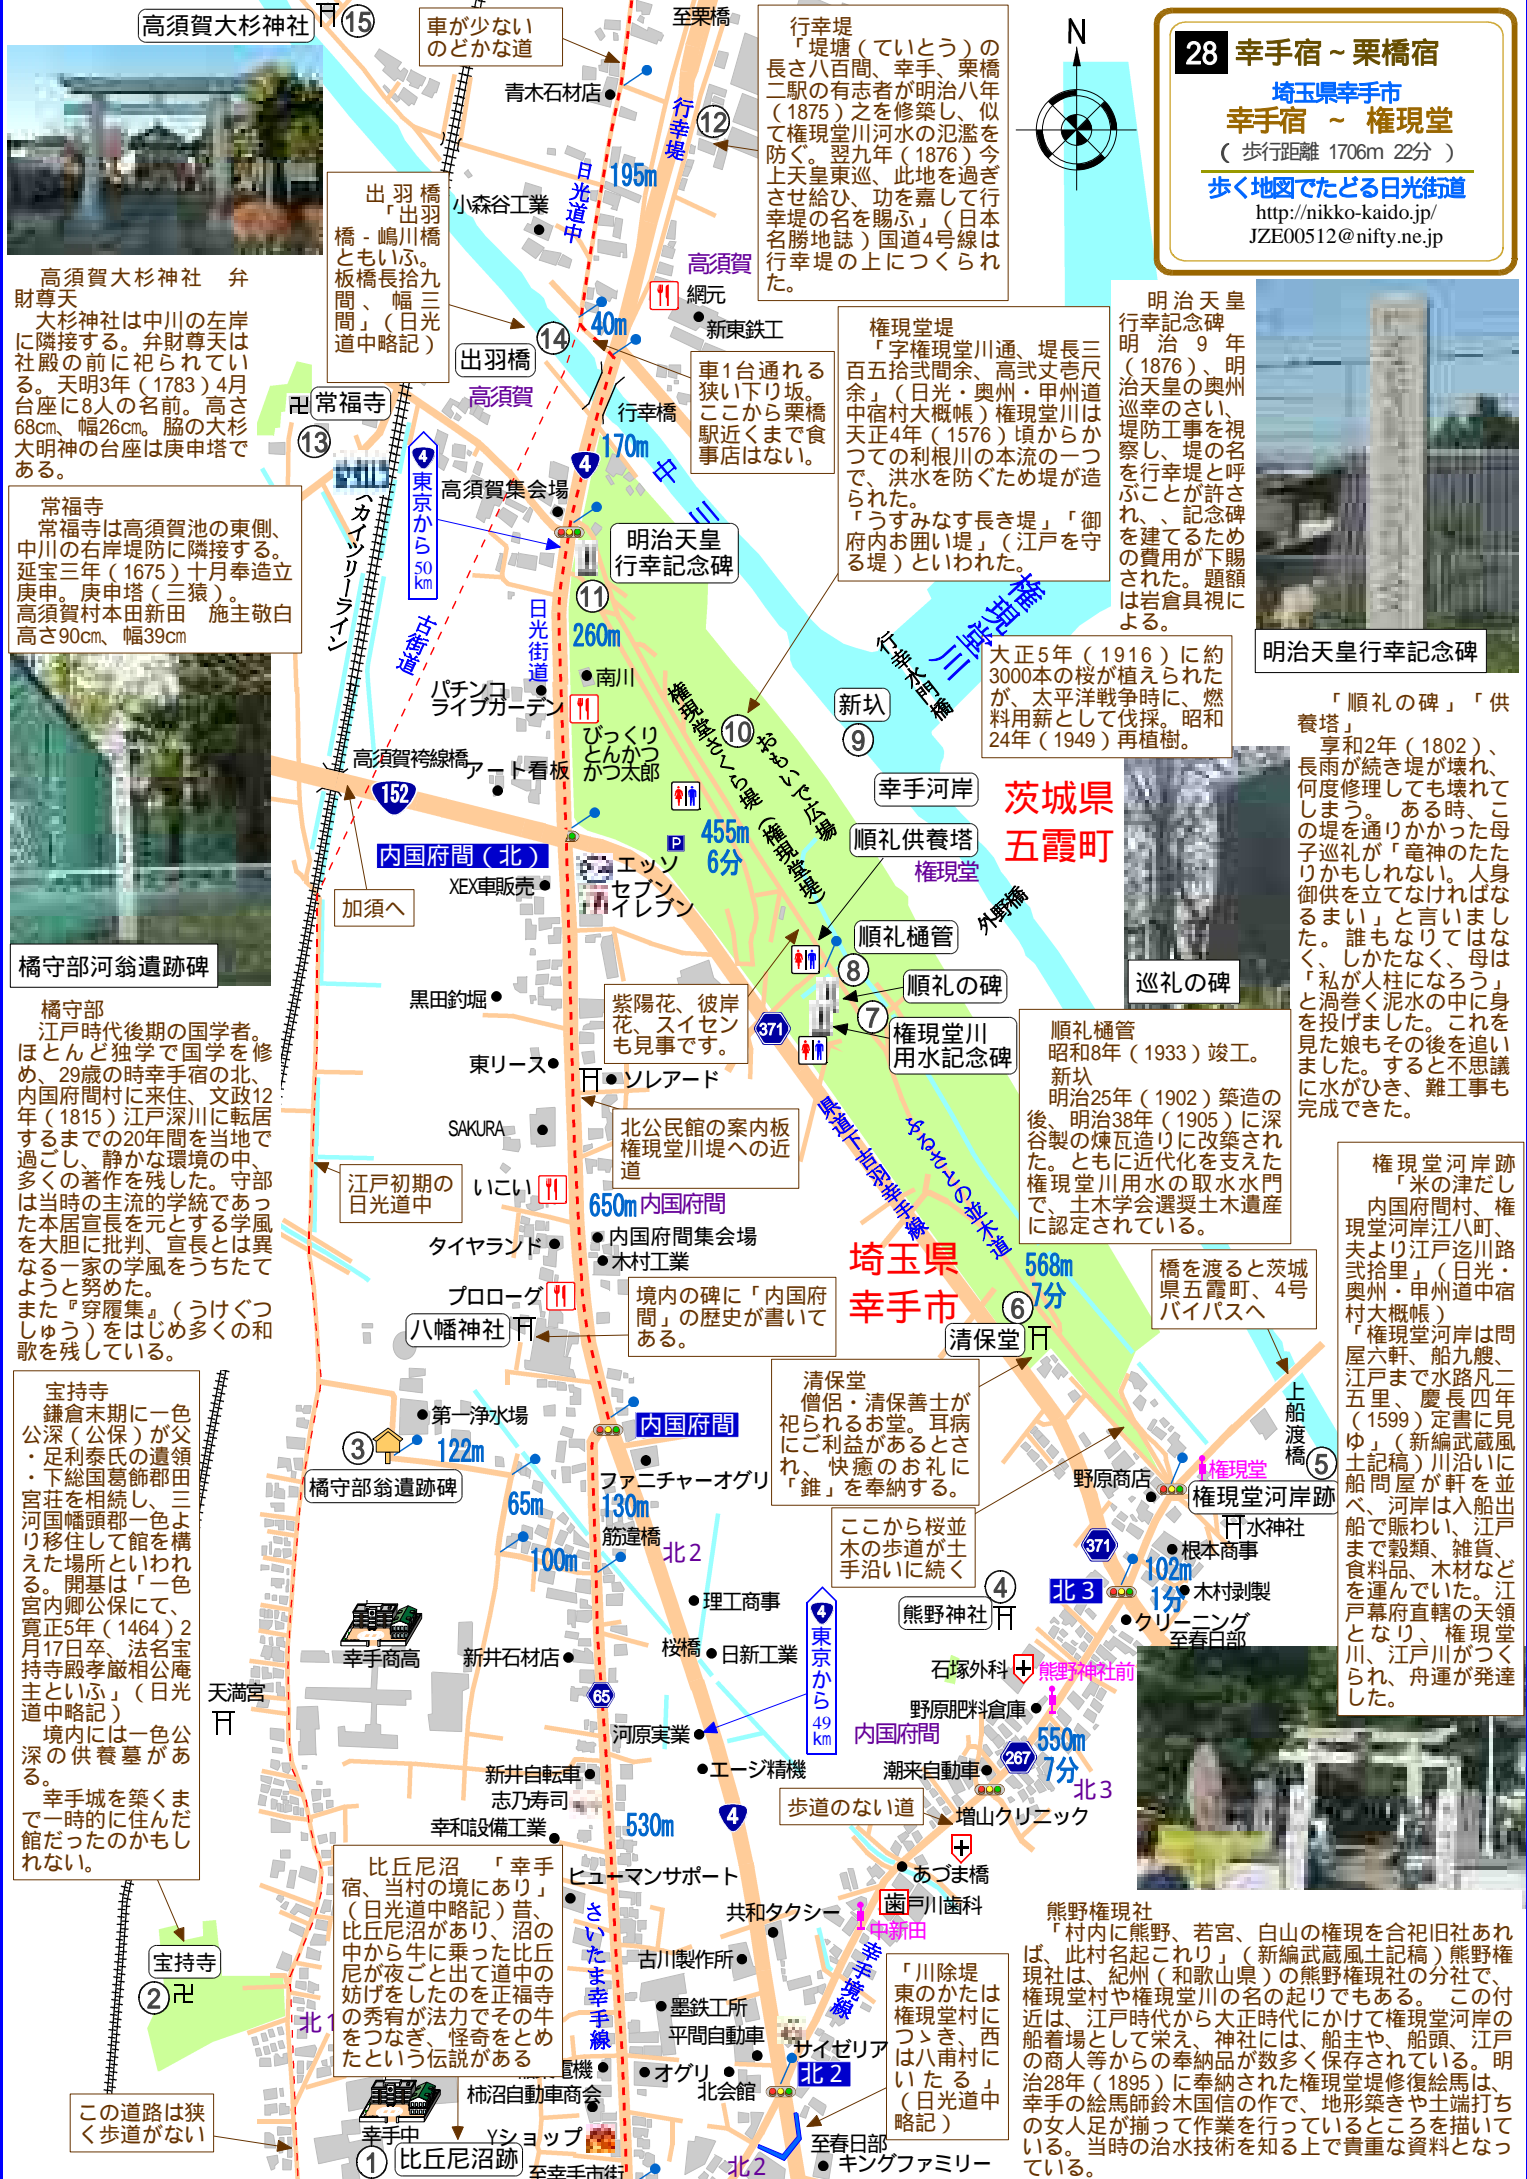 28 幸手宿~栗橋宿
埼玉県幸手市
幸手宿 ~ 権現堂
( 歩行距離 1706m 22分 )
歩く地図でたどる日光街道
http://nikko-kaido.jp/
JZE00512@nifty.ne.jp
N
高須賀大杉神社
⑮
車が少ない
のどかな道
至栗橋
青木石材店
行幸堤
⑫
195m
日光道中
小森谷工業
行幸堤
「堤塘(ていとう)の
長さ八百間、幸手、栗橋
二駅の有志者が明治八年
(1875)之を修築し、似
て権現堂川河水の氾濫を
防ぐ。翌九年(1876)今
上天皇東巡、此地を過ぎ
させ給ひ、功を嘉して行
幸堤の名を賜ふ」(日本
名勝地誌)国道4号線は
行幸堤の上につくられ
た。
出羽橋
「出羽
橋-嶋川橋
ともいふ。
板橋長拾九
間、幅三
間」(日光
道中略記)
高須賀大杉神社 弁
財尊天
大杉神社は中川の左岸
に隣接する。弁財尊天は
社殿の前に祀られてい
る。天明3年(1783)4月
台座に8人の名前。高さ
68cm、幅26cm。脇の大杉
大明神の台座は庚申塔で
ある。
高須賀
網元
新東鉄工
40m
⑭
出羽橋
高須賀
車1台通れる
狭い下り坂。
ここから栗橋
駅近くまで食
事店はない。
行幸橋
170m
4
中川
卍常福寺
⑬
常福寺
常福寺は高須賀池の東側、
中川の右岸堤防に隣接する。
延宝三年(1675)十月奉造立
庚申。庚申塔(三猿)。
高須賀村本田新田 施主敬白
高さ90cm、幅39cm
4
東京から
50
km
高須賀集会場
明治天皇
行幸記念碑
⑪
260m
権現堂堤
「字権現堂川通、堤長三
百五拾弐間余、高弐丈壱尺
余」(日光・奥州・甲州道
中宿村大概帳)権現堂川は
天正4年(1576)頃からか
つての利根川の本流の一つ
で、洪水を防ぐため堤が造
られた。
「うすみなす長き堤」「御
府内お囲い堤」(江戸を守
る堤)といわれた。
明治天皇
行幸記念碑
明治9年
(1876)、明
治天皇の奥州
巡幸のさい、
堤防工事を視
察し、堤の名
を行幸堤と呼
ぶことが許さ
れ、、記念碑
を建てるため
の費用が下賜
された。題額
は岩倉具視に
よる。
明治天皇行幸記念碑
カイツリーライン
古街道
日光街道
南川
パチンコ
ライブガーデン
びっくり
とんかつ
かつ太郎
権現堂さくら堤(権現堂堤)
⑩
おもいで広場
権現堂川
行幸水門橋
新圦
⑨
大正5年(1916)に約
3000本の桜が植えられた
が、太平洋戦争時に、燃
料用薪として伐採。昭和
24年(1949)再植樹。
幸手河岸
茨城県
五霞町
順礼供養塔
権現堂
外野橋
高須賀袴線橋
アート看板
152
P
455m
6分
内国府間(北)
エッソ
XEX車販売
セブン
イレブン
加須へ
橘守部河翁遺跡碑
順礼樋管
⑧
順礼の碑
⑦
権現堂川
用水記念碑
371
紫陽花、彼岸
花、スイセン
も見事です。
「順礼の碑」「供
養塔」
享和2年(1802)、
長雨が続き堤が壊れ、
何度修理しても壊れて
しまう。 ある時、こ
の堤を通りかかった母
子巡礼が「竜神のたた
りかもしれない。人身
御供を立てなければな
るまい」と言いまし
た。誰もなりてはな
く、しかたなく、母は
「私が人柱になろう」
と渦巻く泥水の中に身
を投げました。これを
見た娘もその後を追い
ました。すると不思議
に水がひき、難工事も
完成できた。
巡礼の碑
橘守部
江戸時代後期の国学者。
ほとんど独学で国学を修
め、29歳の時幸手宿の北、
内国府間村に来住、文政12
年(1815)江戸深川に転居
するまでの20年間を当地で
過ごし、静かな環境の中、
多くの著作を残した。守部
は当時の主流的学統であっ
た本居宣長を元とする学風
を大胆に批判、宣長とは異
なる一家の学風をうちたて
ようと努めた。
また『穿履集』(うけぐつ
しゅう)をはじめ多くの和
歌を残している。
黒田釣堀
東リース
ソレアード
SAKURA
北公民館の案内板
権現堂川堤への近
道
江戸初期の
日光道中
いこい
650m
内国府間
内国府間集会場
タイヤランド
木村工業
プロローグ
八幡神社
境内の碑に「内国府
間」の歴史が書いて
ある。
県道下吉羽幸手線
ふるさとの並木道
順礼樋管
昭和8年(1933)竣工。
新圦
明治25年(1902)築造の
後、明治38年(1905)に深
谷製の煉瓦造りに改築され
た。ともに近代化を支えた
権現堂川用水の取水水門
で、土木学会選奨土木遺産
に認定されている。
埼玉県
幸手市
568m
7分
⑥
清保堂
橋を渡ると茨城
県五霞町、4号
バイパスへ
権現堂河岸跡
「米の津だし
内国府間村、権
現堂河岸江八町、
夫より江戸迄川路
弐拾里」(日光・
奥州・甲州道中宿
村大概帳)
「権現堂河岸は問
屋六軒、船九艘、
江戸まで水路凡二
五里、慶長四年
(1599)定書に見
ゆ」(新編武蔵風
土記稿)川沿いに
船問屋が軒を並
べ、河岸は入船出
船で賑わい、江戸
まで穀類、雑貨、
食料品、木材など
を運んでいた。江
戸幕府直轄の天領
となり、権現堂
川、江戸川がつく
られ、舟運が発達
した。
清保堂
僧侶・清保善士が
祀られるお堂。耳病
にご利益があるとさ
れ、快癒のお礼に
「錐」を奉納する。
上船渡橋
⑤
野原商店
権現堂
権現堂河岸跡
水神社
根本商事
ここから桜並
木の歩道が土
手沿いに続く
宝持寺
鎌倉末期に一色
公深(公保)が父
・足利泰氏の遺領
・下総国葛飾郡田
宮荘を相続し、三
河国幡頭郡一色よ
り移住して館を構
えた場所といわれ
る。開基は「一色
宮内卿公保にて、
寛正5年(1464)2
月17日卒、法名宝
持寺殿孝厳相公庵
主といふ」(日光
道中略記)
境内には一色公
深の供養墓があ
る。
幸手城を築くま
で一時的に住んだ
館だったのかもし
れない。
第一浄水場
③
122m
橘守部翁遺跡碑
内国府間
ファニチャーオグリ
65m
130m
筋違橋
100m
北2
371
北3
102m
1分
木村剥製
クリーニング
至春日部
④
熊野神社
理工商事
桜橋
日新工業
4
東京から
49
km
幸手商高
新井石材店
65
石塚外科
熊野神社前
野原肥料倉庫
天満宮
河原実業
内国府間
550m
7分
267
潮来自動車
北3
エージ精機
新井自転車
志乃寿司
幸和設備工業
530m
4
歩道のない道
増山クリニック
あづま橋
歯
戸川歯科
中新田
幸手境線
比丘尼沼 「幸手
宿、当村の境にあり」
(日光道中略記)昔、
比丘尼沼があり、沼の
中から牛に乗った比丘
尼が夜ごと出て道中の
妨げをしたのを正福寺
の秀宥が法力でその牛
をつなぎ、怪奇をとめ
たという伝説がある
ヒューマンサポート
さいたま幸手線
共和タクシー
古川製作所
墨鉄工所
平間自動車
サイゼリア
北2
オグリ
北会館
電機
柿沼自動車商会
Yショップ
宝持寺
②
卍
北1
この道路は狭
く歩道がない
幸手中
①
比丘尼沼跡
至幸手市街
北2
至春日部
キングファミリー
「川除堤
東のかたは
権現堂村に
つゝき、西
は八甫村に
いたる」
(日光道中
略記)
熊野権現社
「村内に熊野、若宮、白山の権現を合祀旧社あれ
ば、此村名起これり」(新編武蔵風土記稿)熊野権
現社は、紀州(和歌山県)の熊野権現社の分社で、
権現堂村や権現堂川の名の起りでもある。 この付
近は、江戸時代から大正時代にかけて権現堂河岸の
船着場として栄え、神社には、船主や、船頭、江戸
の商人等からの奉納品が数多く保存されている。明
治28年(1895)に奉納された権現堂堤修復絵馬は、
幸手の絵馬師鈴木国信の作で、地形築きや土端打ち
の女人足が揃って作業を行っているところを描いて
いる。当時の治水技術を知る上で貴重な資料となっ
ている。